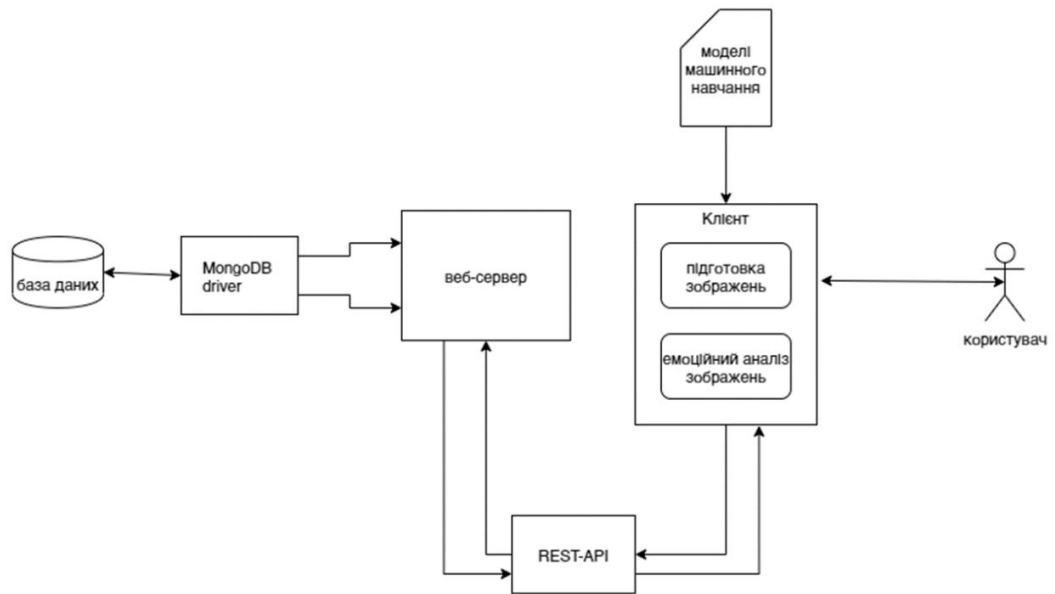 моделі
машинного
навчання
Клієнт
підготовка
зображень
емоційний аналіз
зображень
база даних
MongoDB
driver
веб-сервер
користувач
REST-API